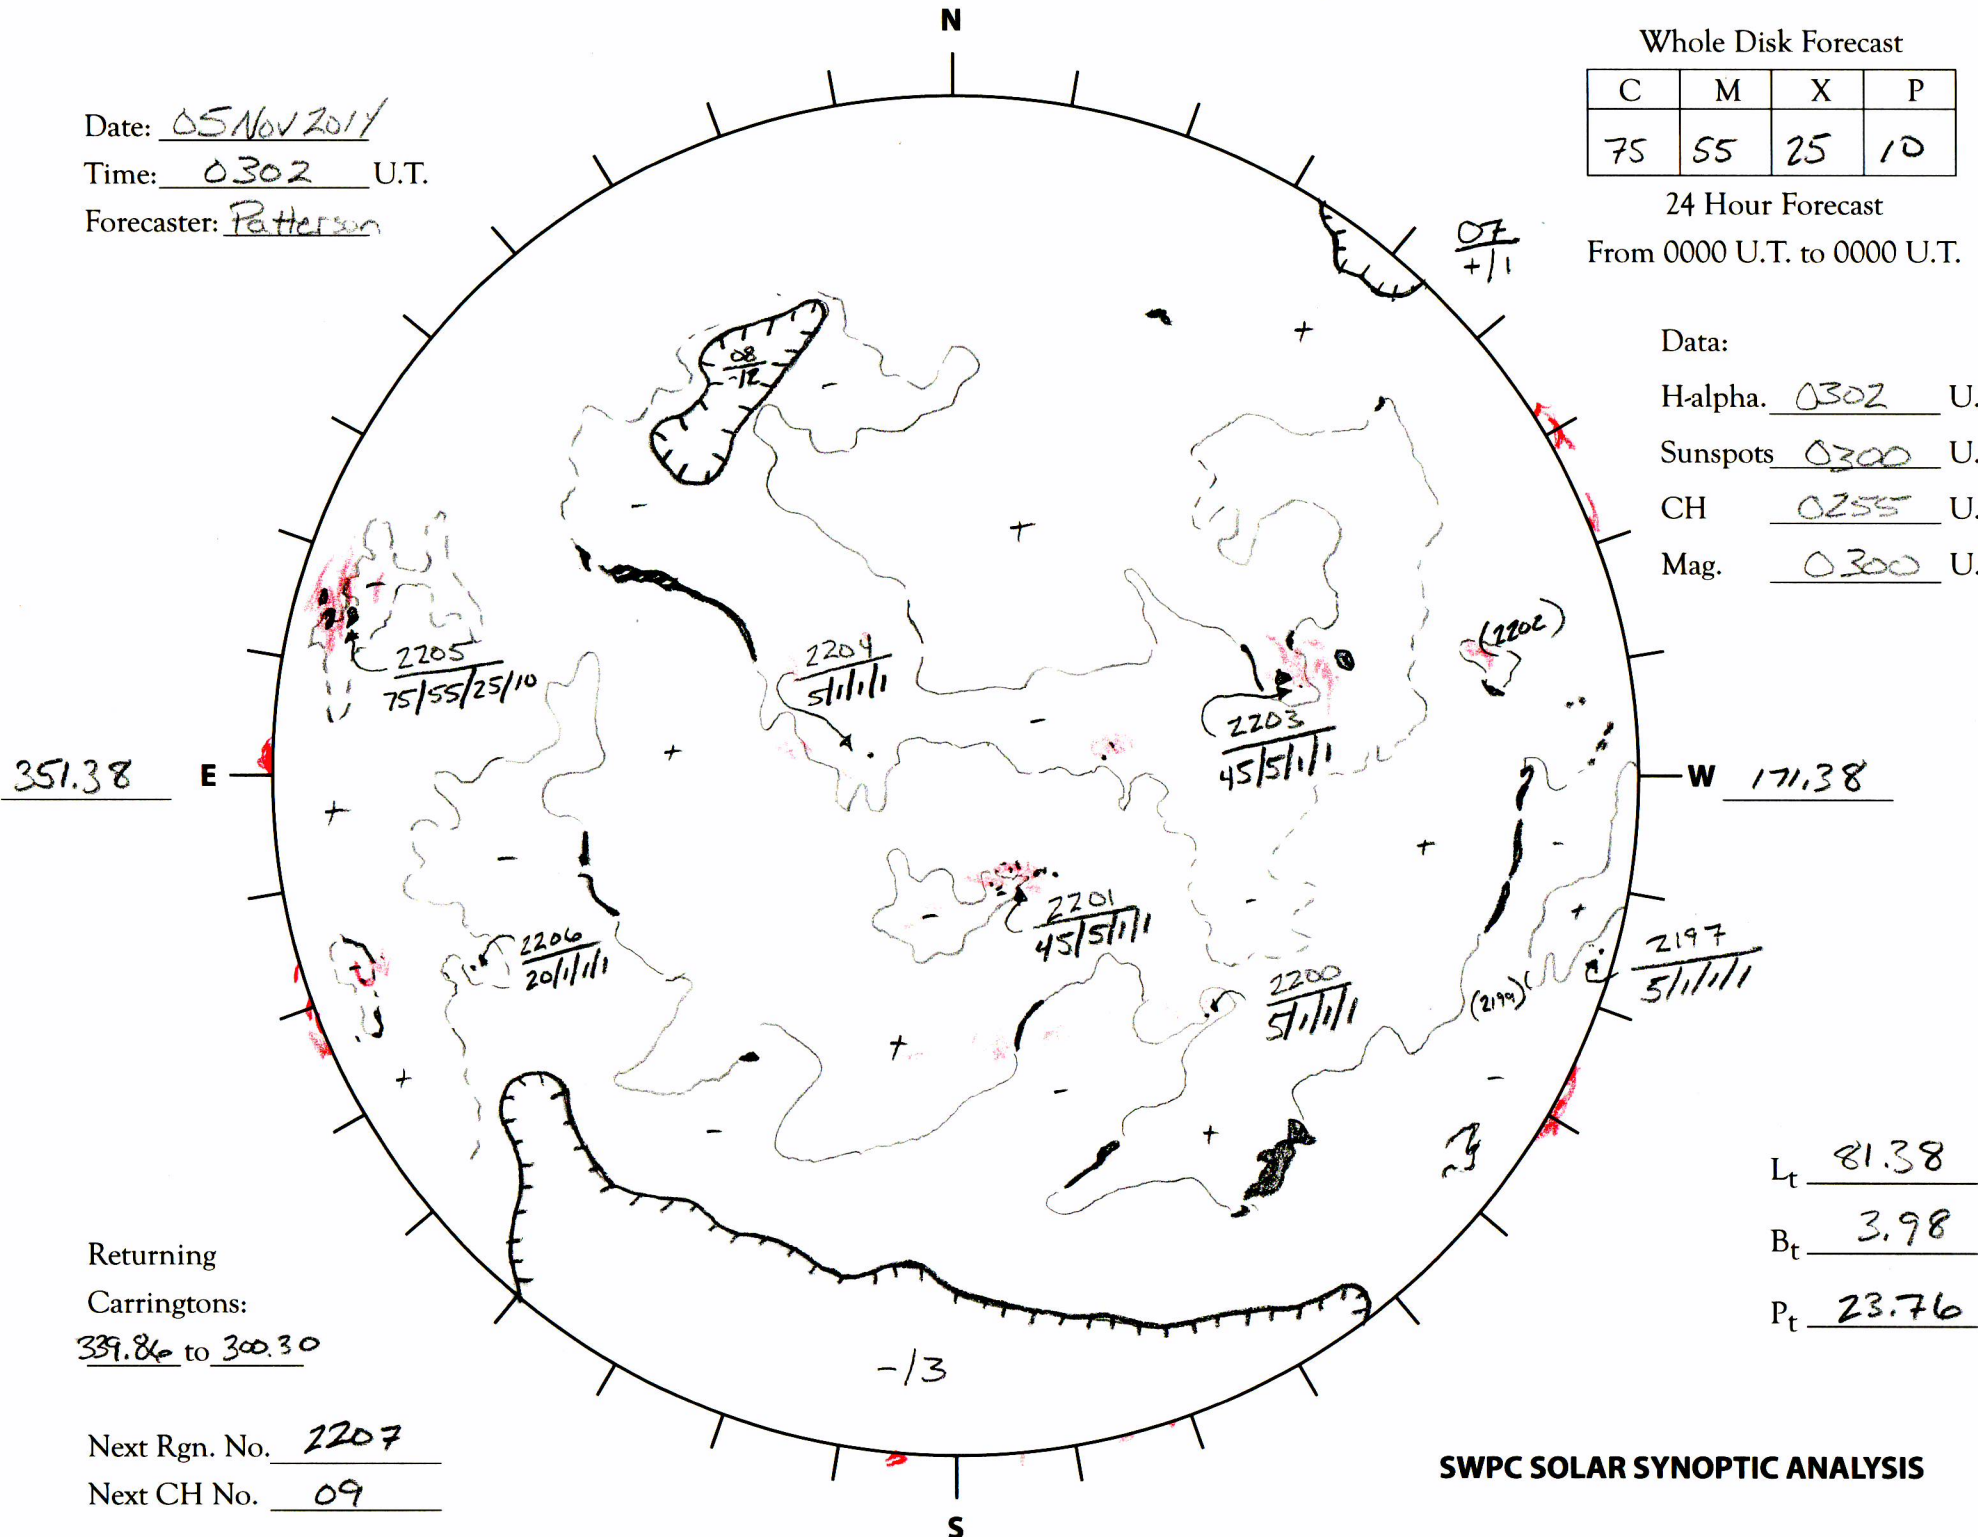 N
Whole Disk Forecast
C M X P
75 55 25 10
24 Hour Forecast
From 0000 U.T. to 0000 U.T.
Date: 05 Nov 2014
Time: 0302 U.T.
Forecaster: Patterson
07
+/1
Data:
H-alpha. 0302 U.
Sunspots 0300 U.
CH 0255 U.
Mag. 0300 U.
08
-/2
-
-
+
+
-
(2202)
2205
75/55/25/10
2204
5/1/1/1
2203
45/5/1/1
-
+
351.38 E
W 171.38
+
-
+
-
-
-
+
2201
45/5/1/1
2206
20/1/1/1
2197
5/1/1/1
2200
5/1/1/1
(2199)
+
+
-
-
-
+
Lt 81.38
Bt 3.98
Pt 23.76
Returning
Carringtons:
339.86 to 300.30
-/3
Next Rgn. No. 2207
Next CH No. 09
SWPC SOLAR SYNOPTIC ANALYSIS
S